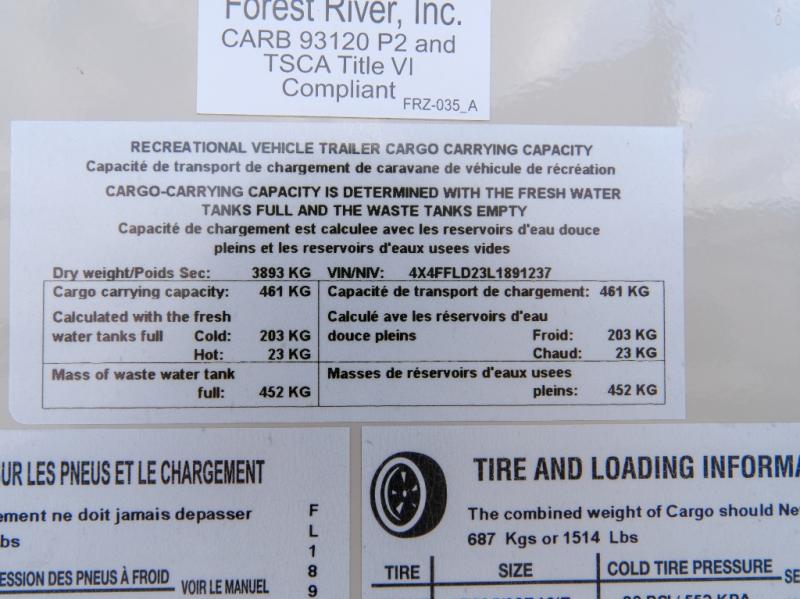 Forest River, Inc.
CARB 93120 P2 and
TSCA Title VI
Compliant
FRZ-035_A
RECREATIONAL VEHICLE TRAILER CARGO CARRYING CAPACITY
Capacité de transport de chargement de caravane de véhicule de récréation
CARGO-CARRYING CAPACITY IS DETERMINED WITH THE FRESH WATER
TANKS FULL AND THE WASTE TANKS EMPTY
Capacité de chargement est calculee avec les reservoirs d'eau douce
pleins et les reservoirs d'eaux usees vides
Dry weight/Poids Sec: 3893 KG VIN/NIV: 4X4FFLD23L1891237
Cargo carrying capacity: 461 KG Capacité de transport de chargement: 461 KG
Calculated with the fresh Calculé ave les réservoirs d'eau
water tanks full Cold: 203 KG douce pleins Froid: 203 KG
Hot: 23 KG Chaud: 23 KG
Mass of waste water tank Masses de réservoirs d'eaux usees
full: 452 KG pleins: 452 KG
UR LES PNEUS ET LE CHARGEMENT
ement ne doit jamais depasser
bs
ESSION DES PNEUS À FROID VOIR LE MANUEL
F
L
1
8
9
TIRE AND LOADING INFORMA
The combined weight of Cargo should Ne
687 Kgs or 1514 Lbs
TIRE SIZE COLD TIRE PRESSURE SE